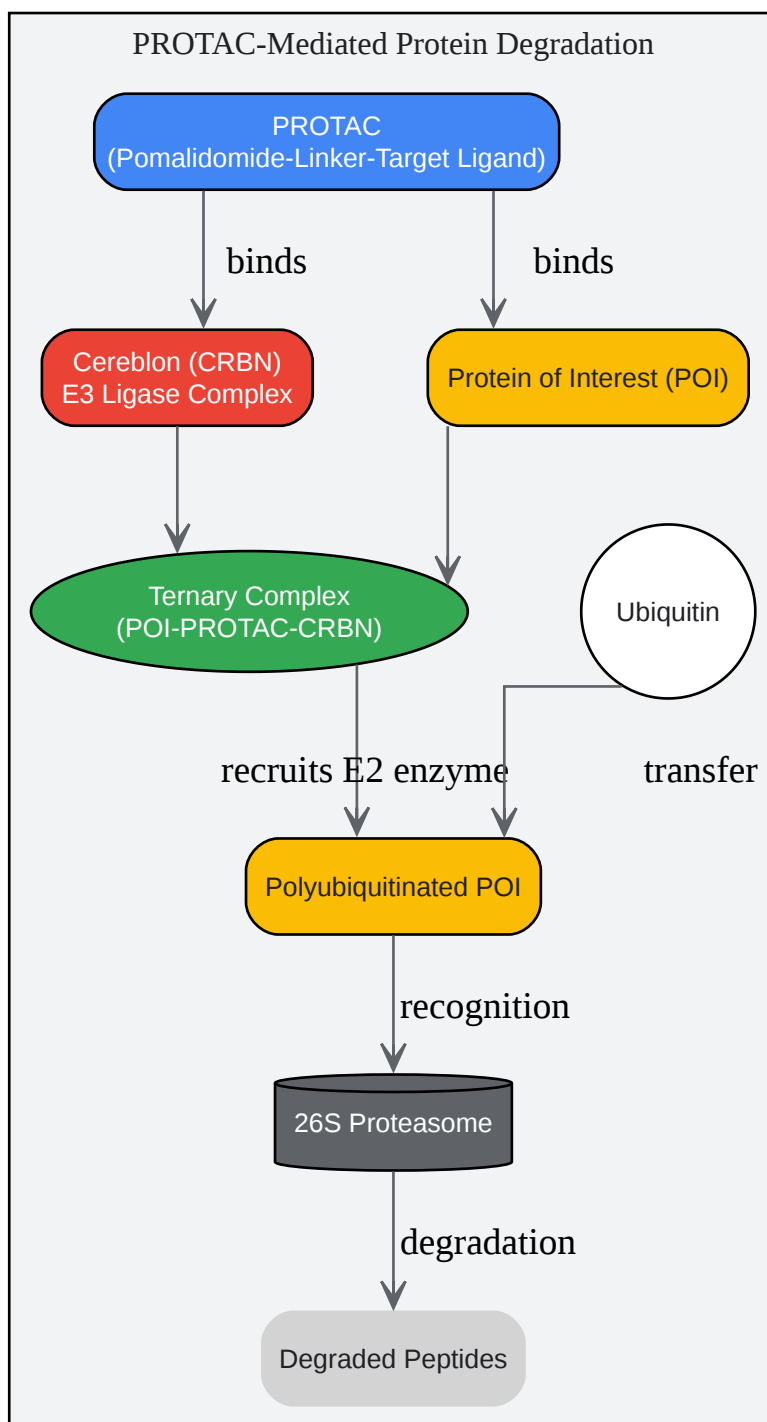 PROTAC-Mediated Protein Degradation
PROTAC
(Pomalidomide-Linker-Target Ligand)
binds
binds
Cereblon (CRBN)
E3 Ligase Complex
Protein of Interest (POI)
Ternary Complex
(POI-PROTAC-CRBN)
Ubiquitin
recruits E2 enzyme
transfer
Polyubiquitinated POI
recognition
26S Proteasome
degradation
Degraded Peptides